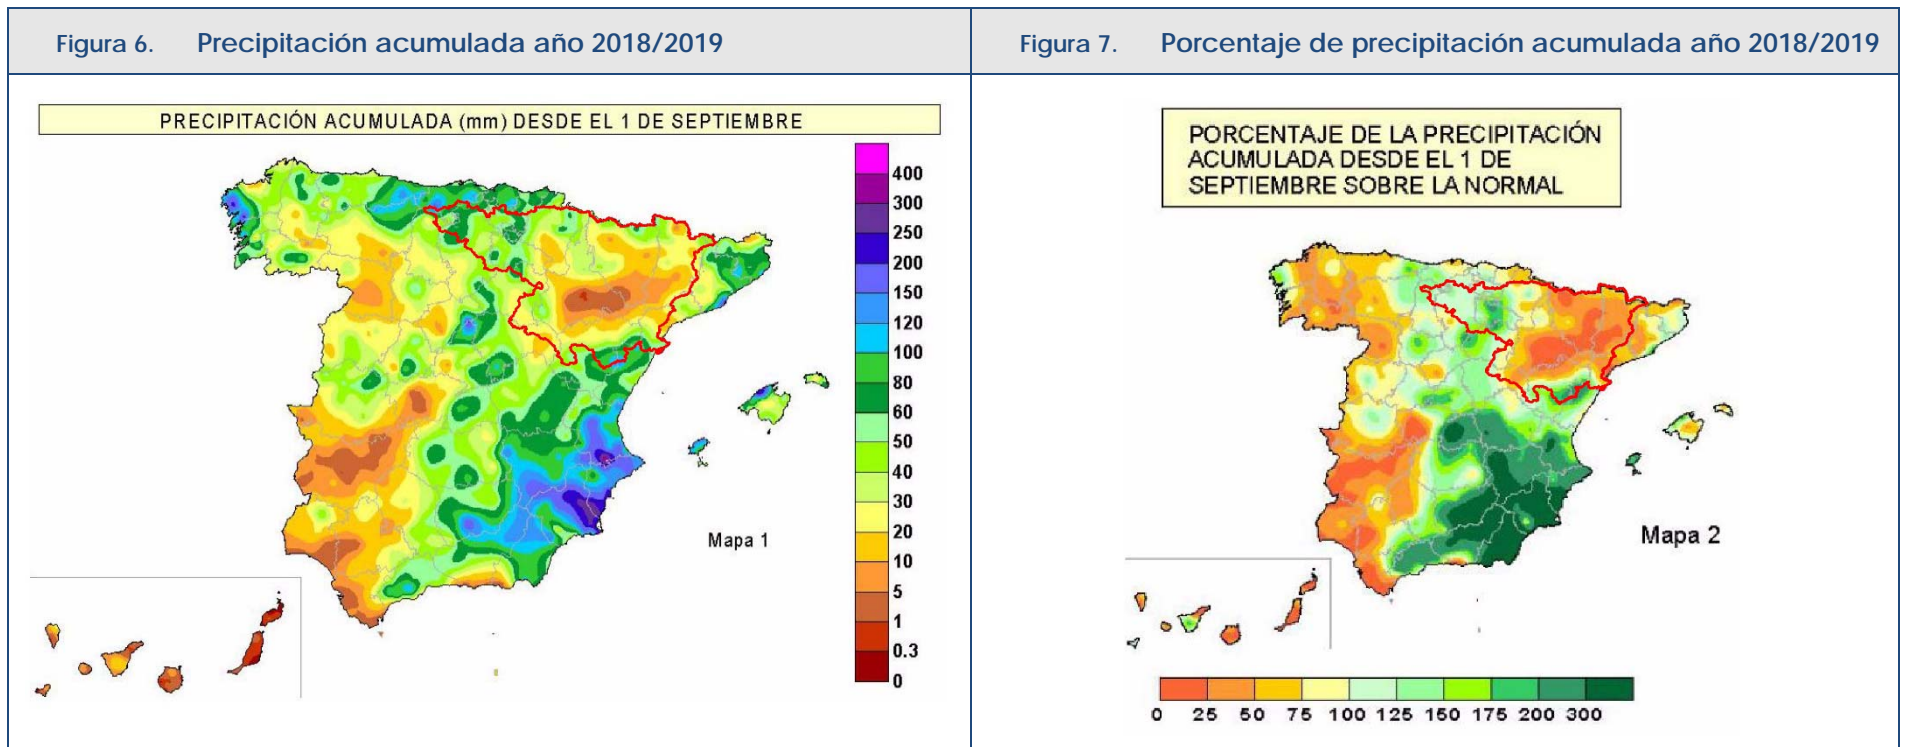 Figura 6. Precipitación acumulada año 2018/2019
PRECIPITACIÓN ACUMULADA (mm) DESDE EL 1 DE SEPTIEMBRE
400
300
250
200
150
120
100
80
60
50
40
30
20
10
5
1
0.3
0
Mapa 1
Figura 7. Porcentaje de precipitación acumulada año 2018/2019
PORCENTAJE DE LA PRECIPITACIÓN
ACUMULADA DESDE EL 1 DE
SEPTIEMBRE SOBRE LA NORMAL
Mapa 2
0 25 50 75 100 125 150 175 200 300